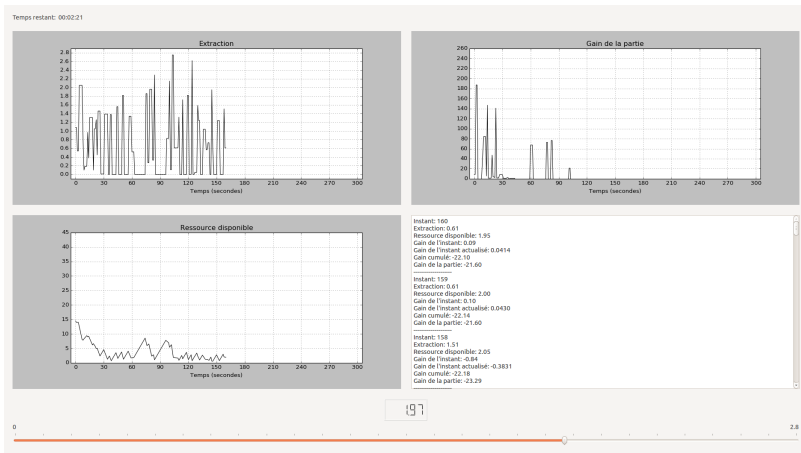 Temps restant: 00:02:21
Extraction
2.8
2.6
2.4
2.2
2.0
1.8
1.6
1.4
1.2
1.0
0.8
0.6
0.4
0.2
0.0
0 30 60 90 120 150 180 210 240 270 300
Temps (secondes)
Gain de la partie
260
240
220
200
180
160
140
120
100
80
60
40
20
0
0 30 60 90 120 150 180 210 240 270 300
Temps (secondes)
Ressource disponible
45
40
35
30
25
20
15
10
5
0
0 30 60 90 120 150 180 210 240 270 300
Temps (secondes)
Instant: 160
Extraction: 0.61
Ressource disponible: 1.95
Gain de l'instant: 0.09
Gain de l'instant actualisé: 0.0414
Gain cumulé: -22.10
Gain de la partie: -21.60
--------------------
Instant: 159
Extraction: 0.61
Ressource disponible: 2.00
Gain de l'instant: 0.10
Gain de l'instant actualisé: 0.0430
Gain cumulé: -22.14
Gain de la partie: -21.60
--------------------
Instant: 158
Extraction: 1.51
Ressource disponible: 2.05
Gain de l'instant: -0.84
Gain de l'instant actualisé: -0.3831
Gain cumulé: -22.18
Gain de la partie: -23.29
1.97
0 2.8